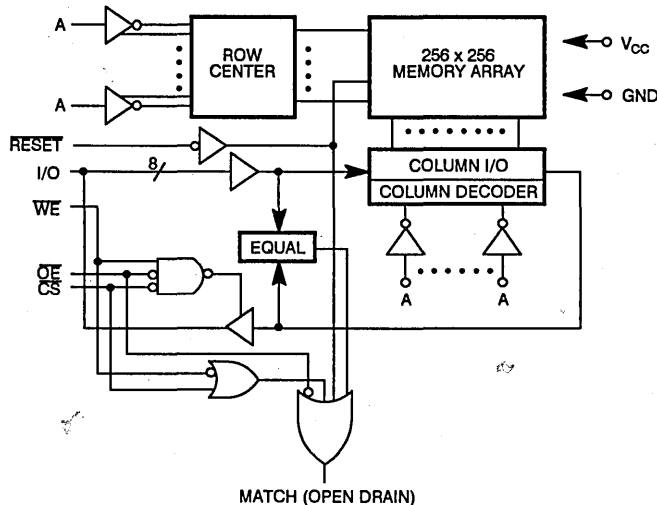 A
ROW
CENTER
256 x 256
MEMORY ARRAY
VCC
A
GND
RESET
I/O
8
COLUMN I/O
COLUMN DECODER
WE
EQUAL
OE
CS
A
A
MATCH (OPEN DRAIN)